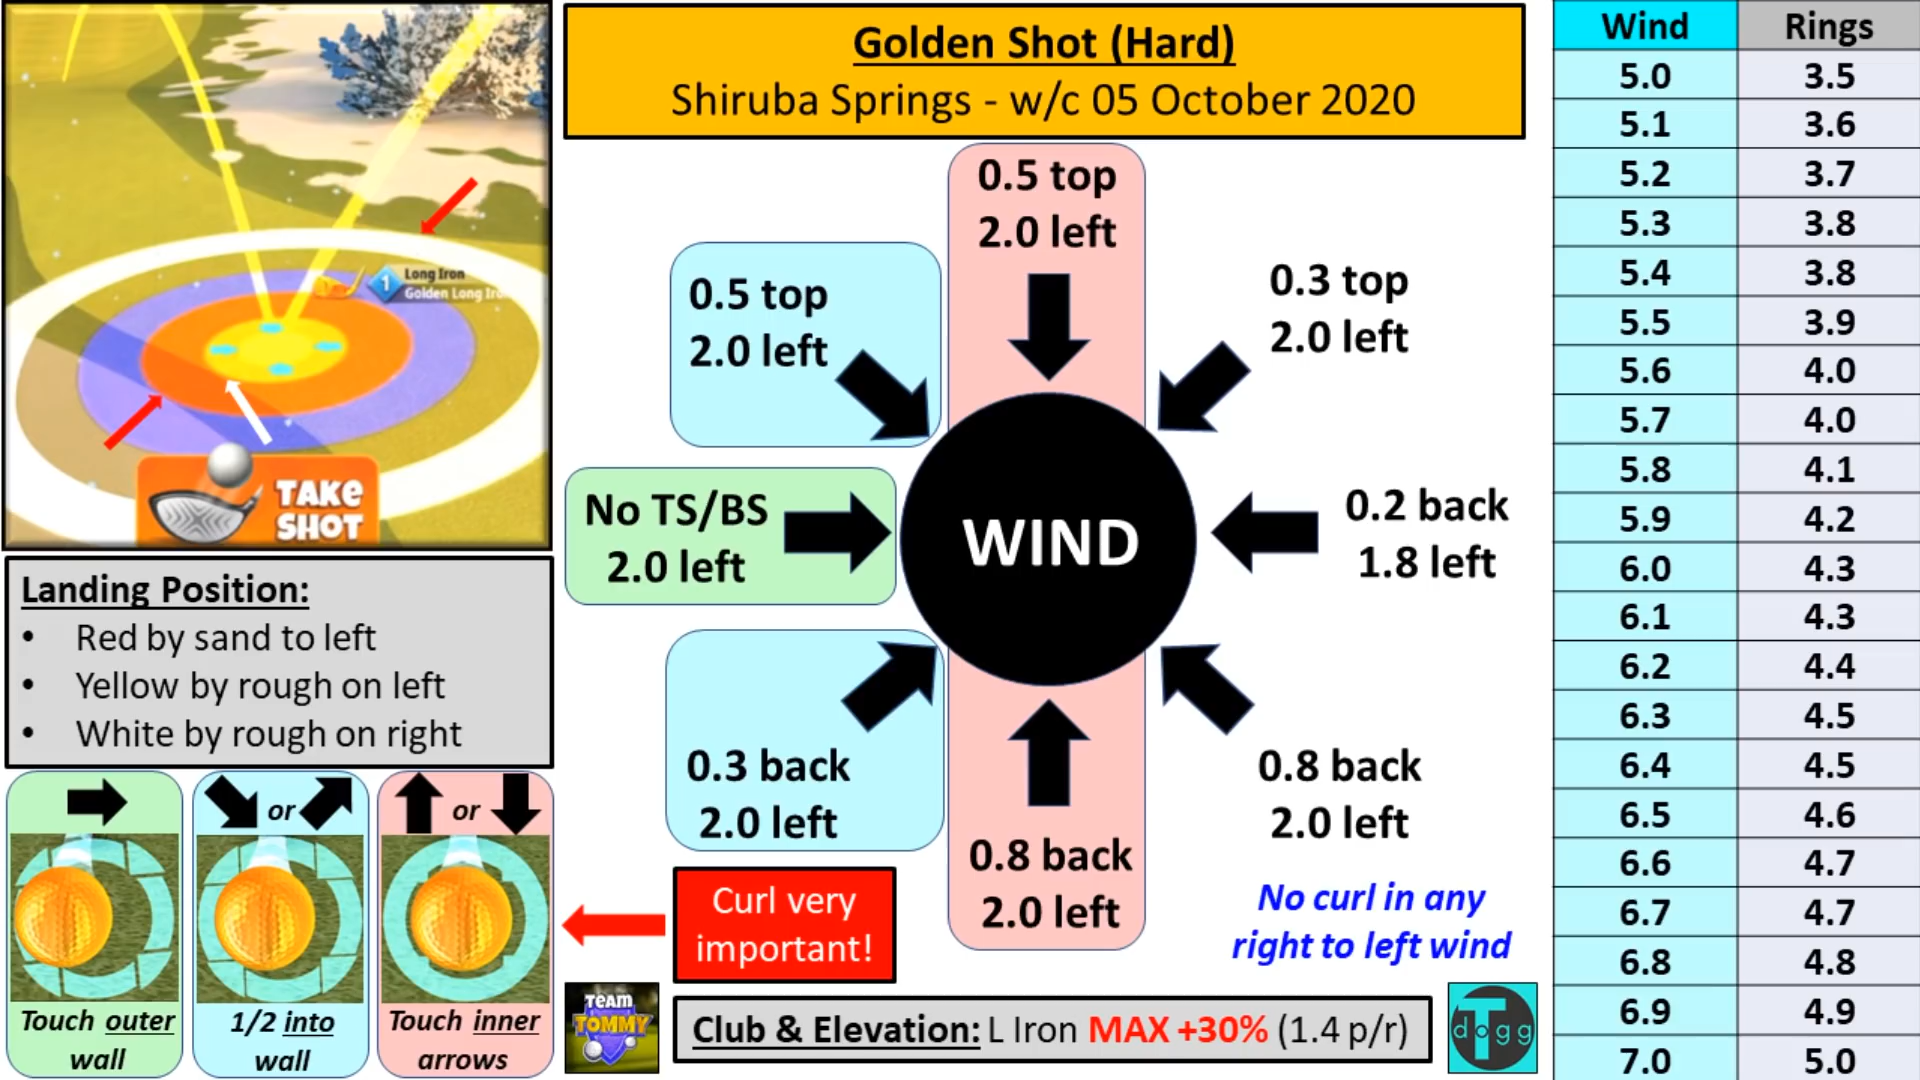 Long Iron
1
TAKE
SHOT
Landing Position:
• Red by sand to left
• Yellow by rough on left
• White by rough on right
or
or
Touch outer
wall
1/2 into
wall
Touch inner
arrows
Golden Shot (Hard)
Shiruba Springs - w/c 05 October 2020
0.5 top
2.0 left
0.5 top
2.0 left
0.3 top
2.0 left
No TS/BS
2.0 left
WIND
0.2 back
1.8 left
0.3 back
2.0 left
0.8 back
2.0 left
0.8 back
2.0 left
Curl very
important!
No curl in any
right to left wind
TEAM
TOMMY
Club & Elevation: L Iron MAX +30% (1.4 p/r)
T
dogg
Wind Rings
5.0 3.5
5.1 3.6
5.2 3.7
5.3 3.8
5.4 3.8
5.5 3.9
5.6 4.0
5.7 4.0
5.8 4.1
5.9 4.2
6.0 4.3
6.1 4.3
6.2 4.4
6.3 4.5
6.4 4.5
6.5 4.6
6.6 4.7
6.7 4.7
6.8 4.8
6.9 4.9
7.0 5.0